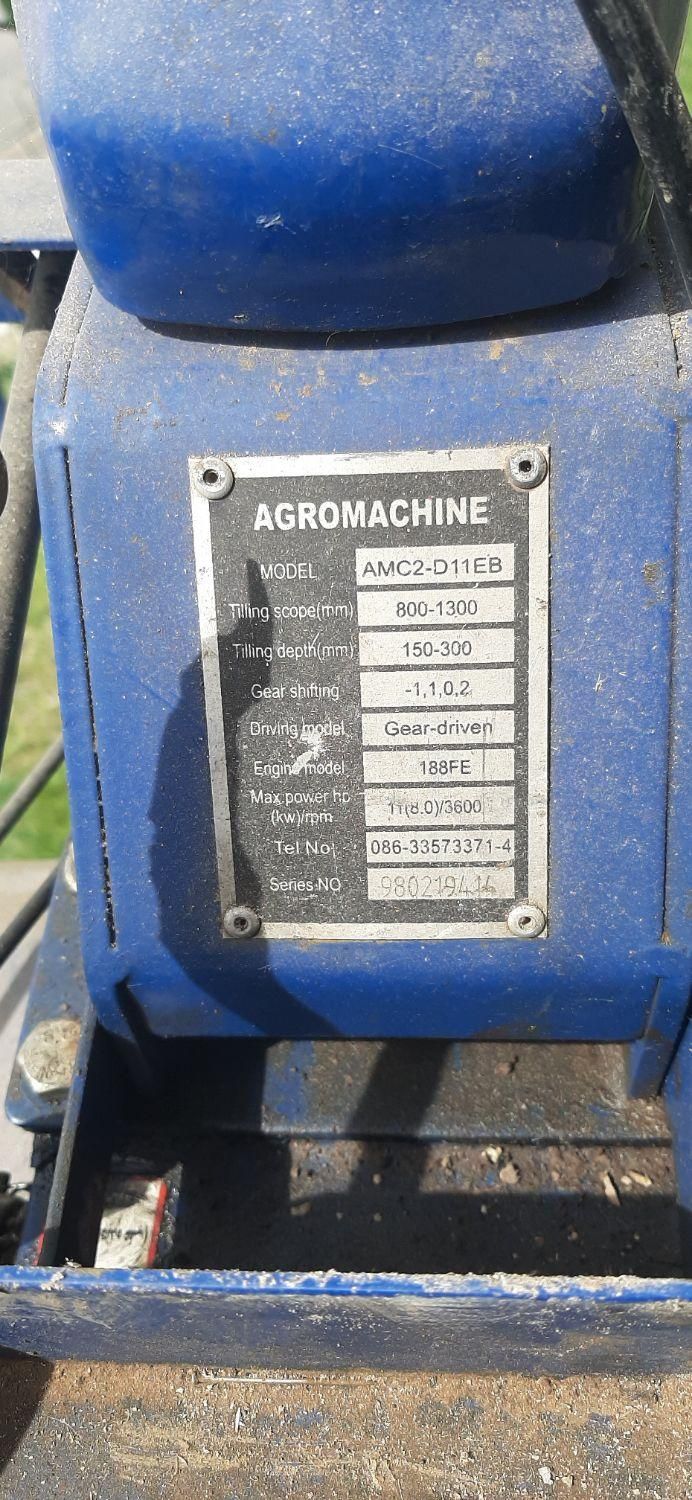 AGROMACHINE
MODEL AMC2-D11EB
Tilling scope(mm) 800-1300
Tilling depth(mm) 150-300
Gear shifting -1,1,0,2
Driving model Gear-driven
Engine model 188FE
Max.power hp 11(8.0)/3600
(kw)/rpm
Tel No: 086-33573371-4
Series NO 980219414